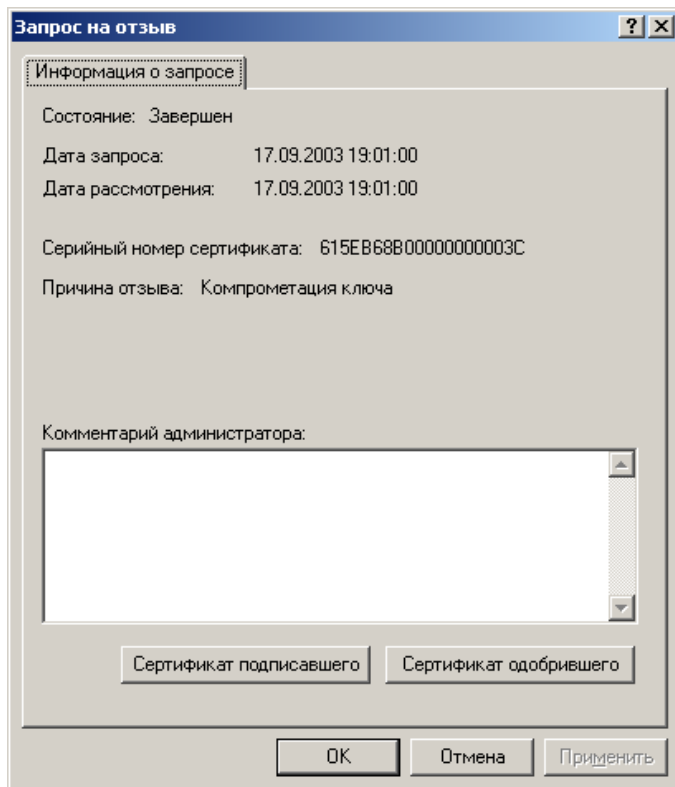 Запрос на отзыв
Информация о запросе
Состояние: Завершен
Дата запроса: 17.09.2003 19:01:00
Дата рассмотрения: 17.09.2003 19:01:00
Серийный номер сертификата: 615EB68B00000000003C
Причина отзыва: Компрометация ключа
Комментарий администратора:
Сертификат подписавшего Сертификат одобрившего
OK Отмена Применить